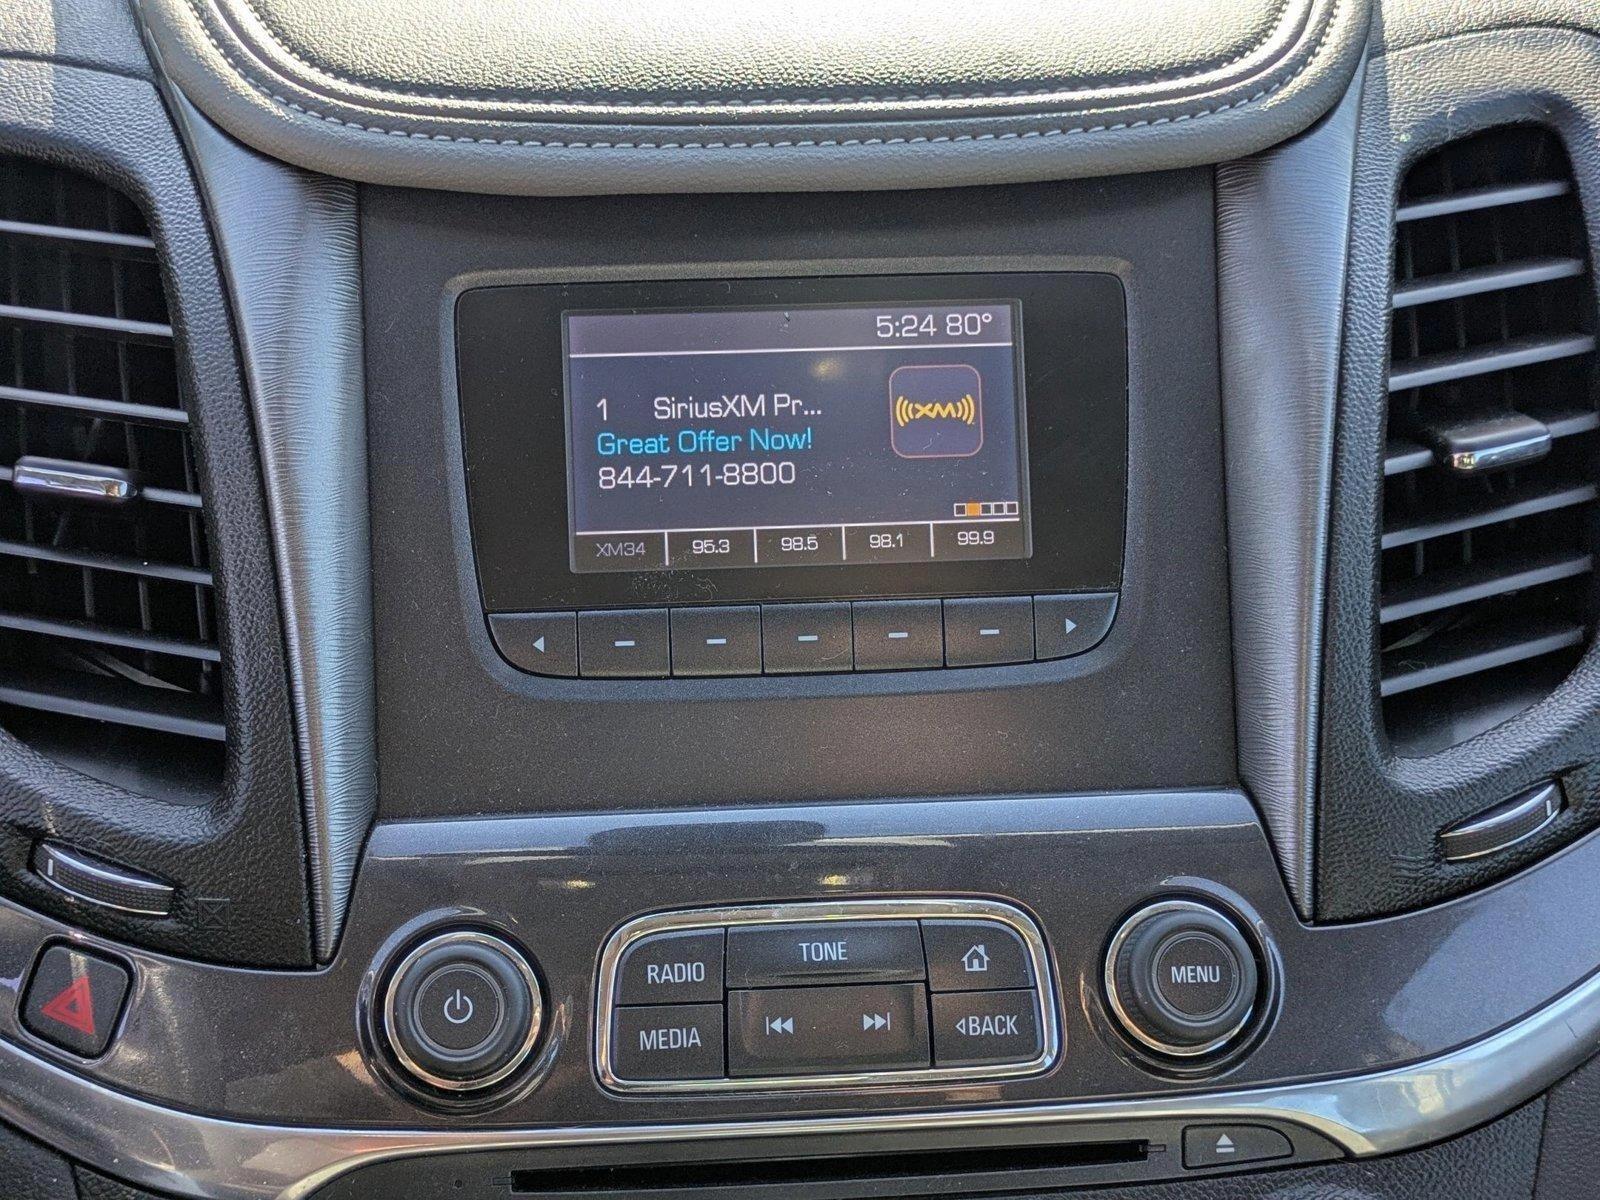 5:24 80°
1 SiriusXM Pr...
XM
Great Offer Now!
844-711-8800
XM34 95.3 98.5 98.1 99.9
RADIO TONE
MENU
MEDIA BACK